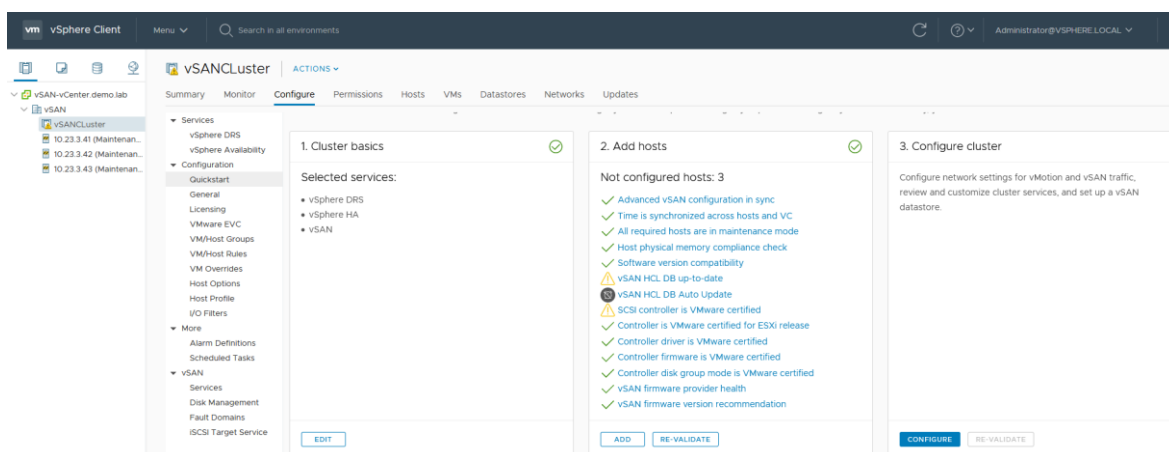 vm vSphere Client Menu Search in all environments Administrator@VSPHERE.LOCAL
vSANCLuster ACTIONS
Summary Monitor Configure Permissions Hosts VMs Datastores Networks Updates
vSAN-vCenter.demo.lab
vSAN
vSANCLuster
10.23.3.41 (Maintenan...
10.23.3.42 (Maintenan...
10.23.3.43 (Maintenan...
Services
vSphere DRS
vSphere Availability
Configuration
Quickstart
General
Licensing
VMware EVC
VM/Host Groups
VM/Host Rules
VM Overrides
Host Options
Host Profile
I/O Filters
More
Alarm Definitions
Scheduled Tasks
vSAN
Services
Disk Management
Fault Domains
iSCSI Target Service
1. Cluster basics
Selected services:
• vSphere DRS
• vSphere HA
• vSAN
EDIT
2. Add hosts
Not configured hosts: 3
Advanced vSAN configuration in sync
Time is synchronized across hosts and VC
All required hosts are in maintenance mode
Host physical memory compliance check
Software version compatibility
vSAN HCL DB up-to-date
vSAN HCL DB Auto Update
SCSI controller is VMware certified
Controller is VMware certified for ESXi release
Controller driver is VMware certified
Controller firmware is VMware certified
Controller disk group mode is VMware certified
vSAN firmware provider health
vSAN firmware version recommendation
ADD RE-VALIDATE
3. Configure cluster
Configure network settings for vMotion and vSAN traffic,
review and customize cluster services, and set up a vSAN
datastore.
CONFIGURE RE-VALIDATE